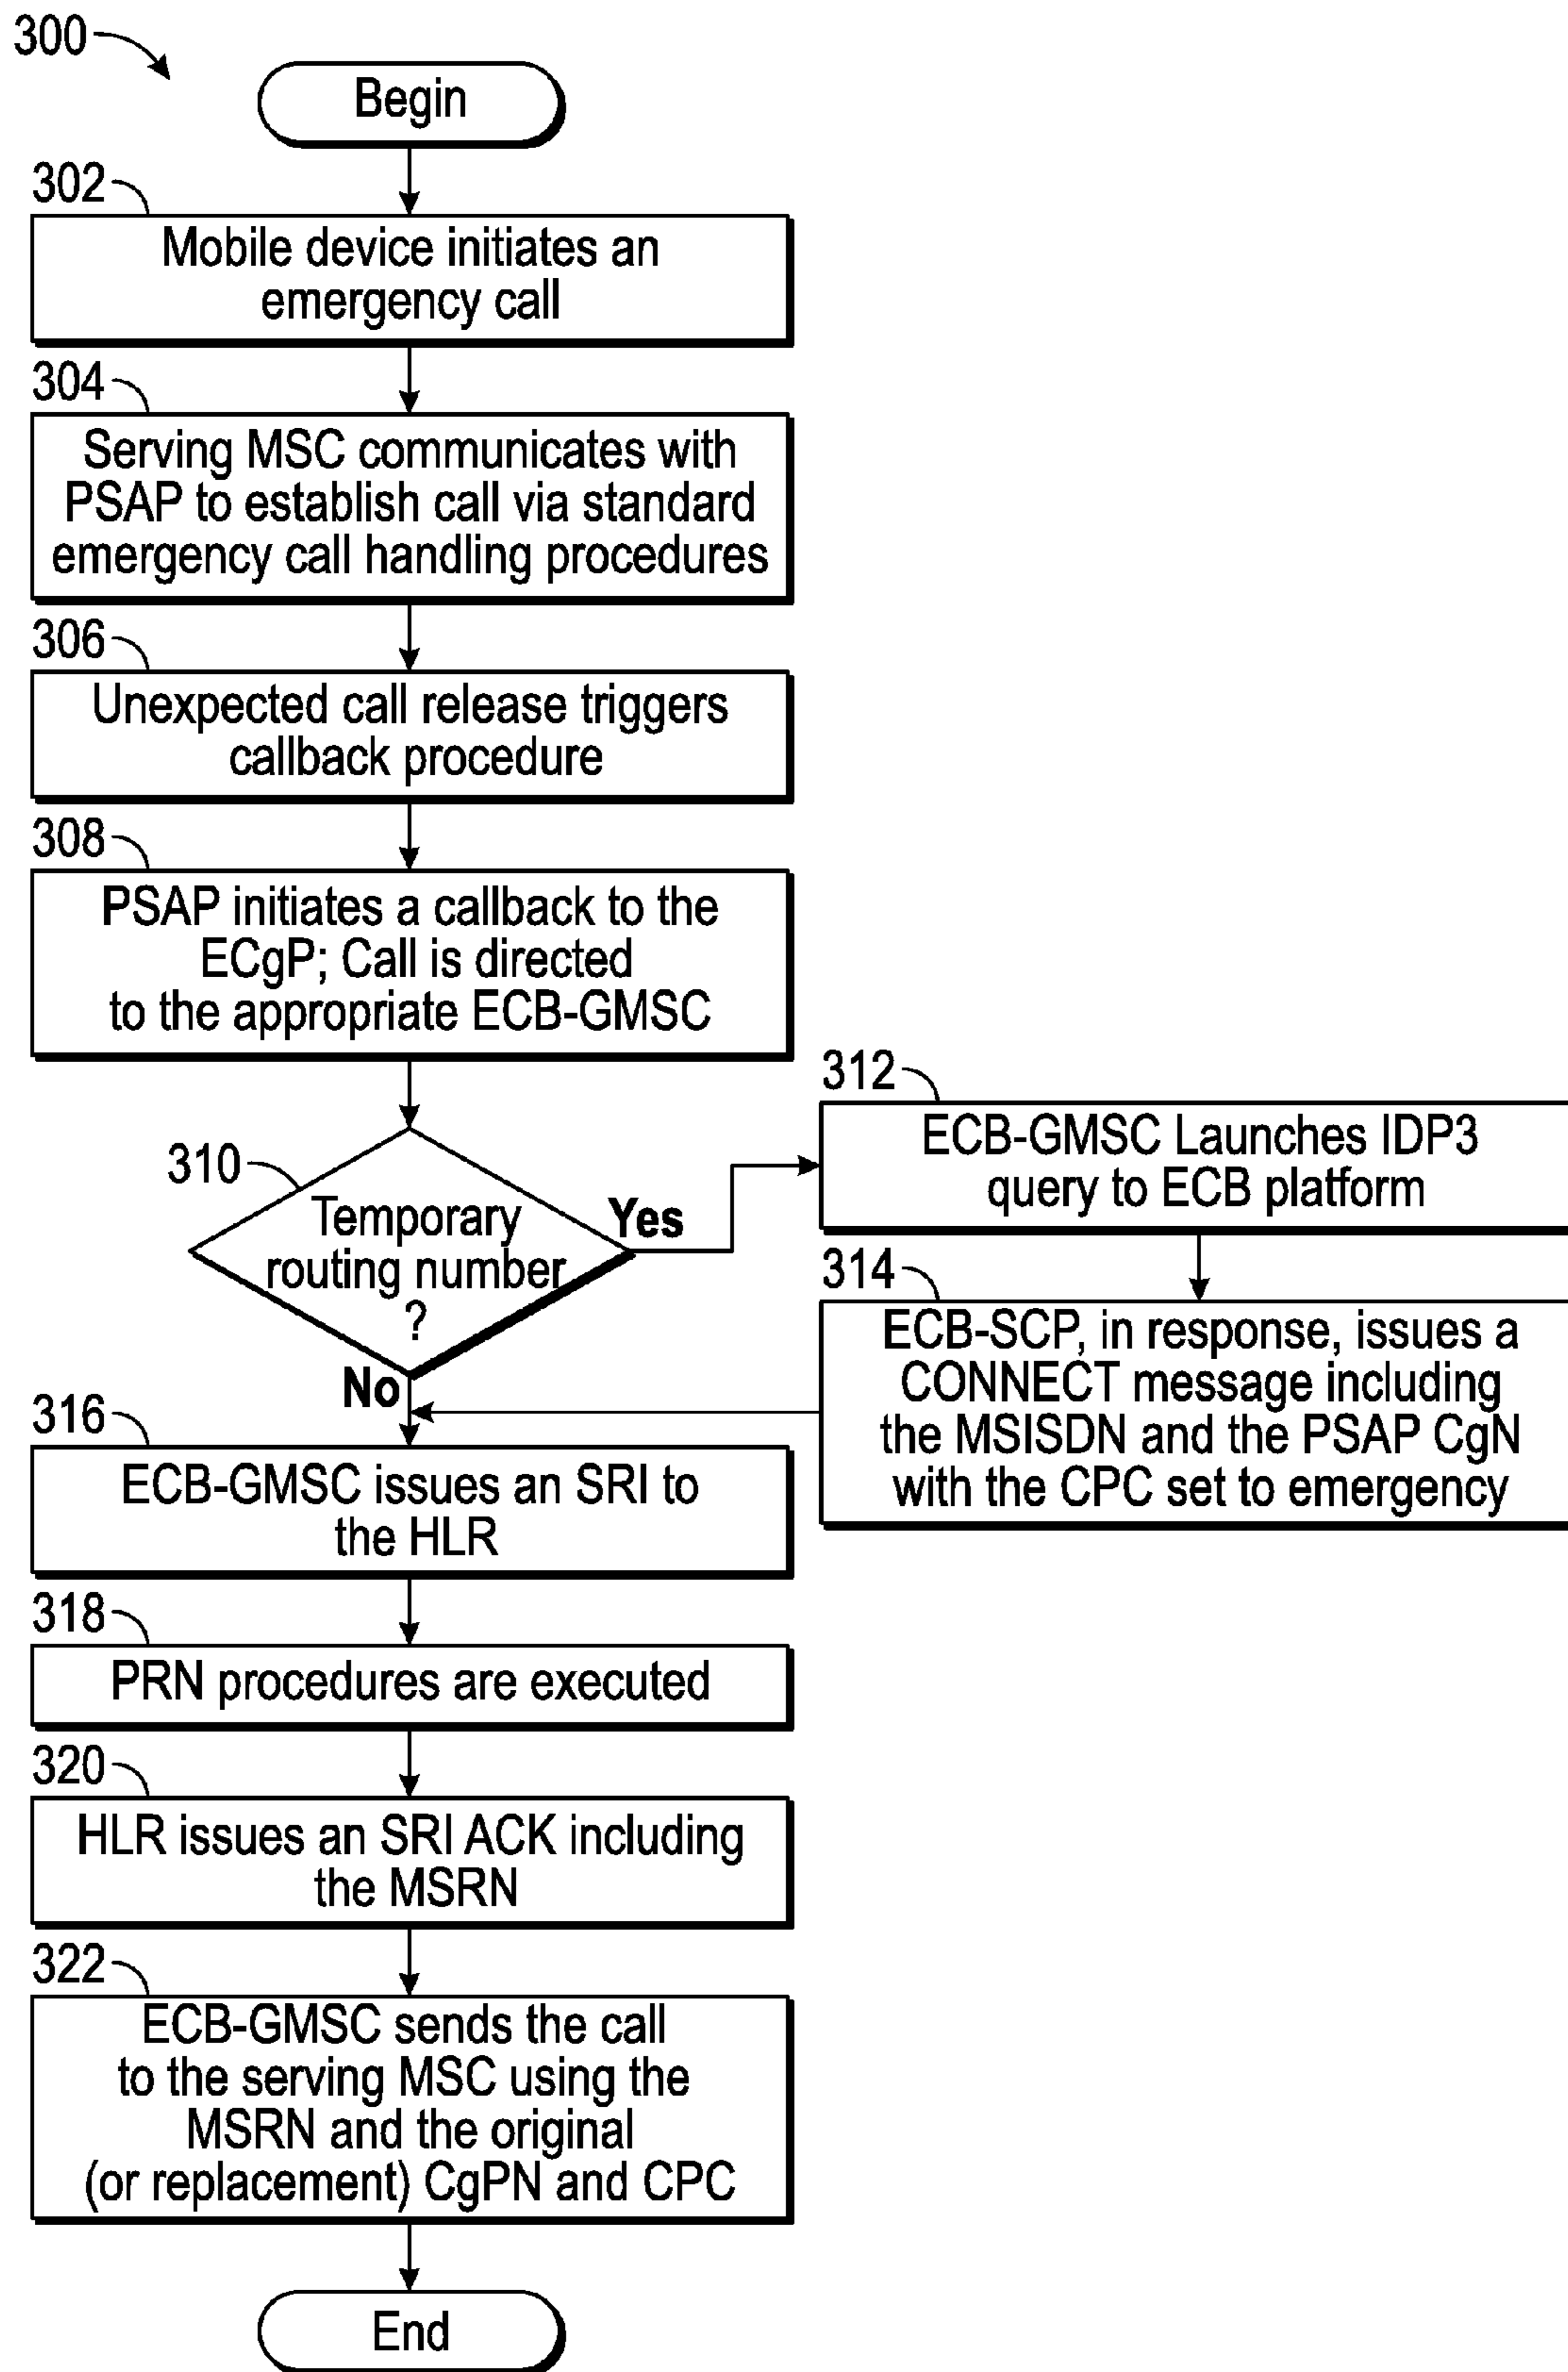 300
Begin
302
Mobile device initiates an
emergency call
304
Serving MSC communicates with
PSAP to establish call via standard
emergency call handling procedures
306
Unexpected call release triggers
callback procedure
308
PSAP initiates a callback to the
ECgP; Call is directed
to the appropriate ECB-GMSC
310
Temporary
routing number
?
Yes
No
312
ECB-GMSC Launches IDP3
query to ECB platform
314
ECB-SCP, in response, issues a
CONNECT message including
the MSISDN and the PSAP CgN
with the CPC set to emergency
316
ECB-GMSC issues an SRI to
the HLR
318
PRN procedures are executed
320
HLR issues an SRI ACK including
the MSRN
322
ECB-GMSC sends the call
to the serving MSC using the
MSRN and the original
(or replacement) CgPN and CPC
End